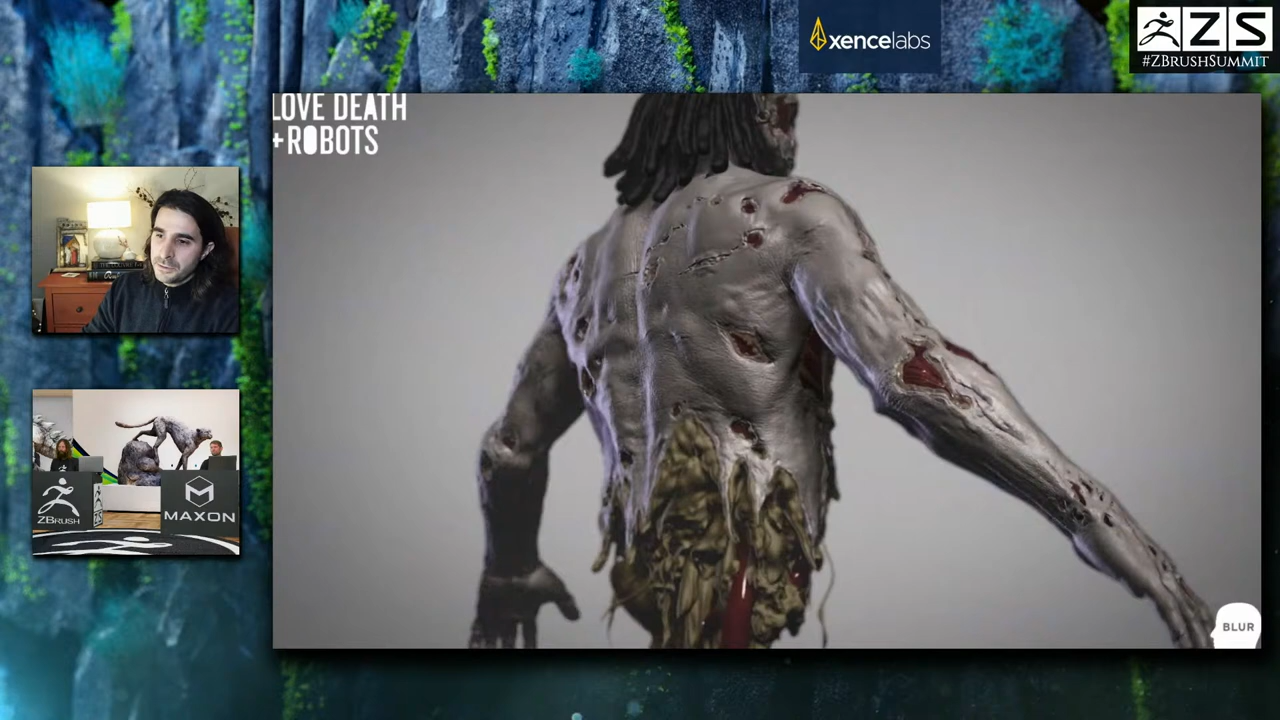 xencelabs
ZS
#ZBRUSHSUMMIT
LOVE DEATH
+ROBOTS
ZBRUSH
MAXON
BLUR